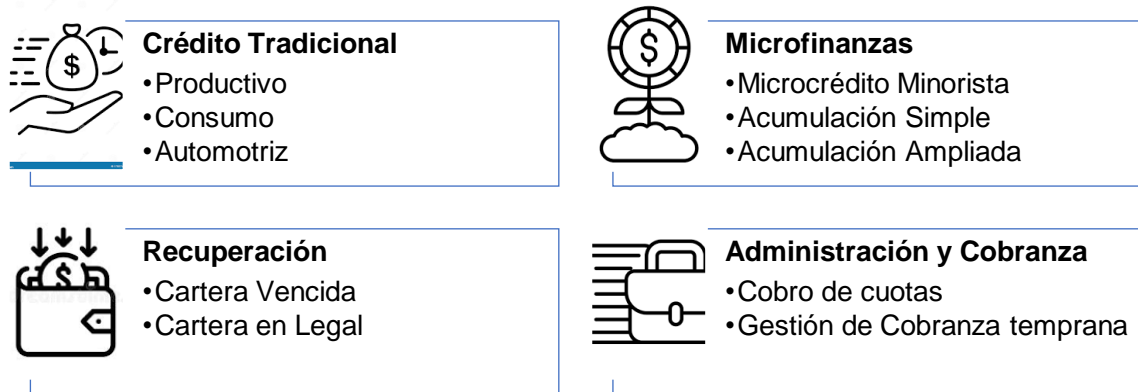 Crédito Tradicional
•Productivo
•Consumo
•Automotriz
Microfinanzas
•Microcrédito Minorista
•Acumulación Simple
•Acumulación Ampliada
Recuperación
•Cartera Vencida
•Cartera en Legal
Administración y Cobranza
•Cobro de cuotas
•Gestión de Cobranza temprana
$
$
$